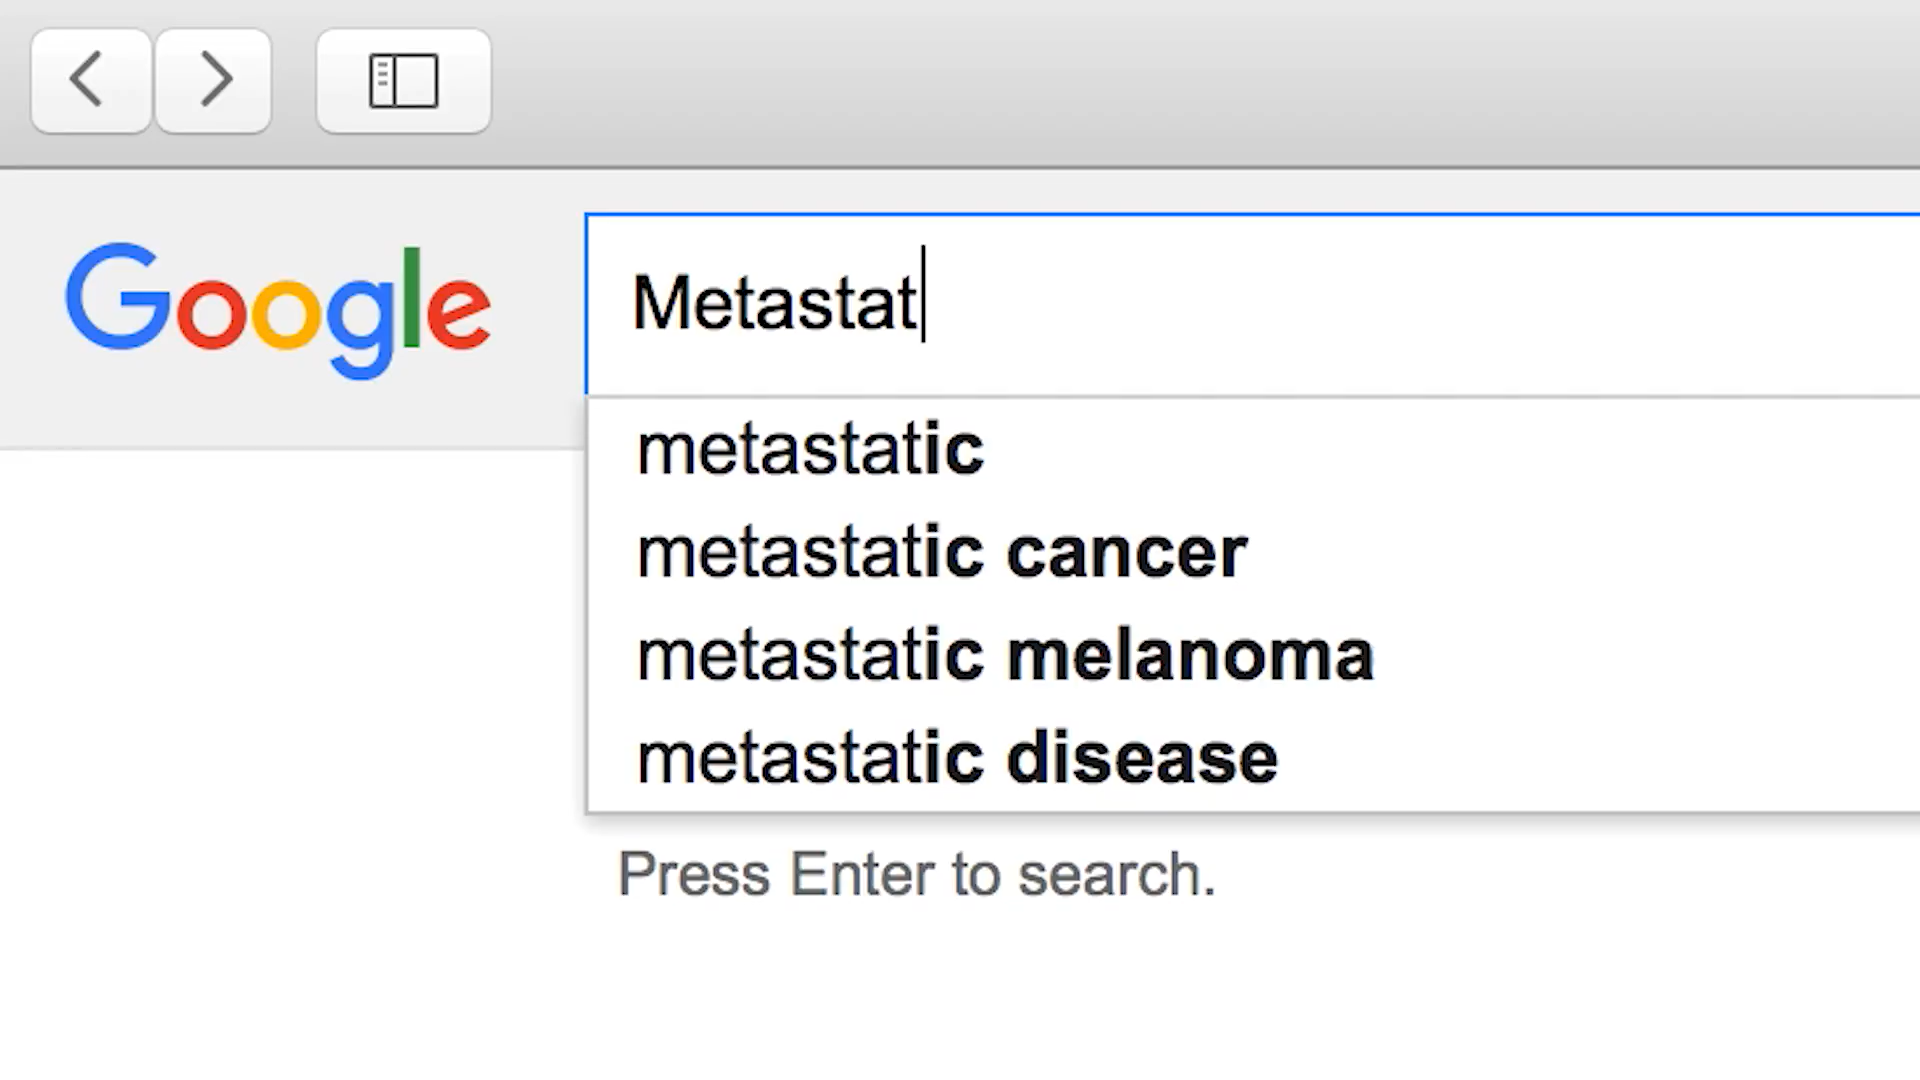 Google
Metastat
metastatic
metastatic cancer
metastatic melanoma
metastatic disease
Press Enter to search.